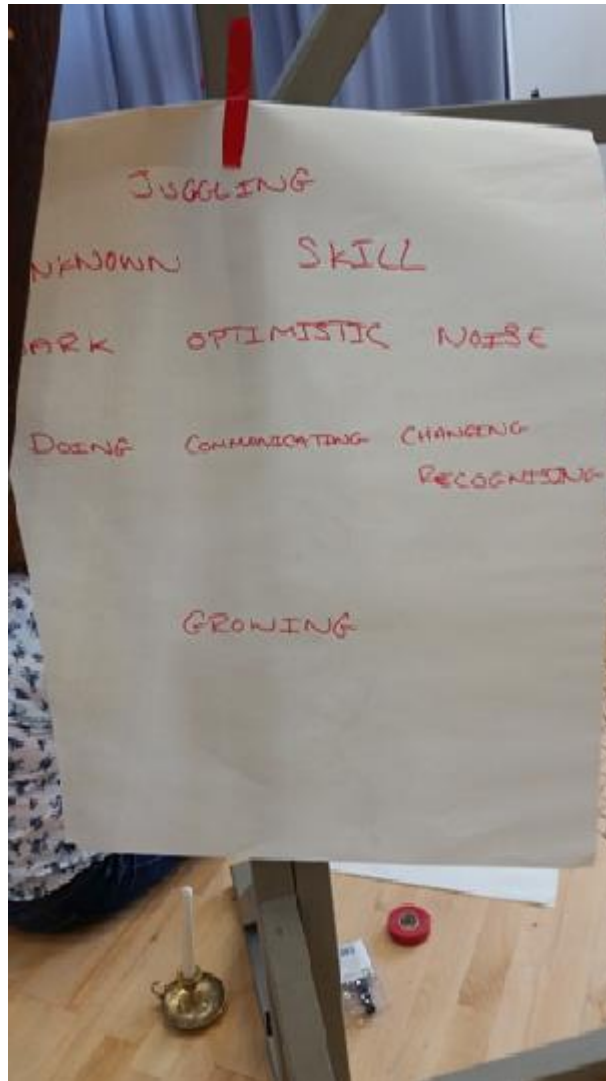 JUGGLING
NKNOWN SKILL
ARK OPTIMISTIC NOISE
DOING COMMUNICATING CHANGING
RECOGNISING
GROWING